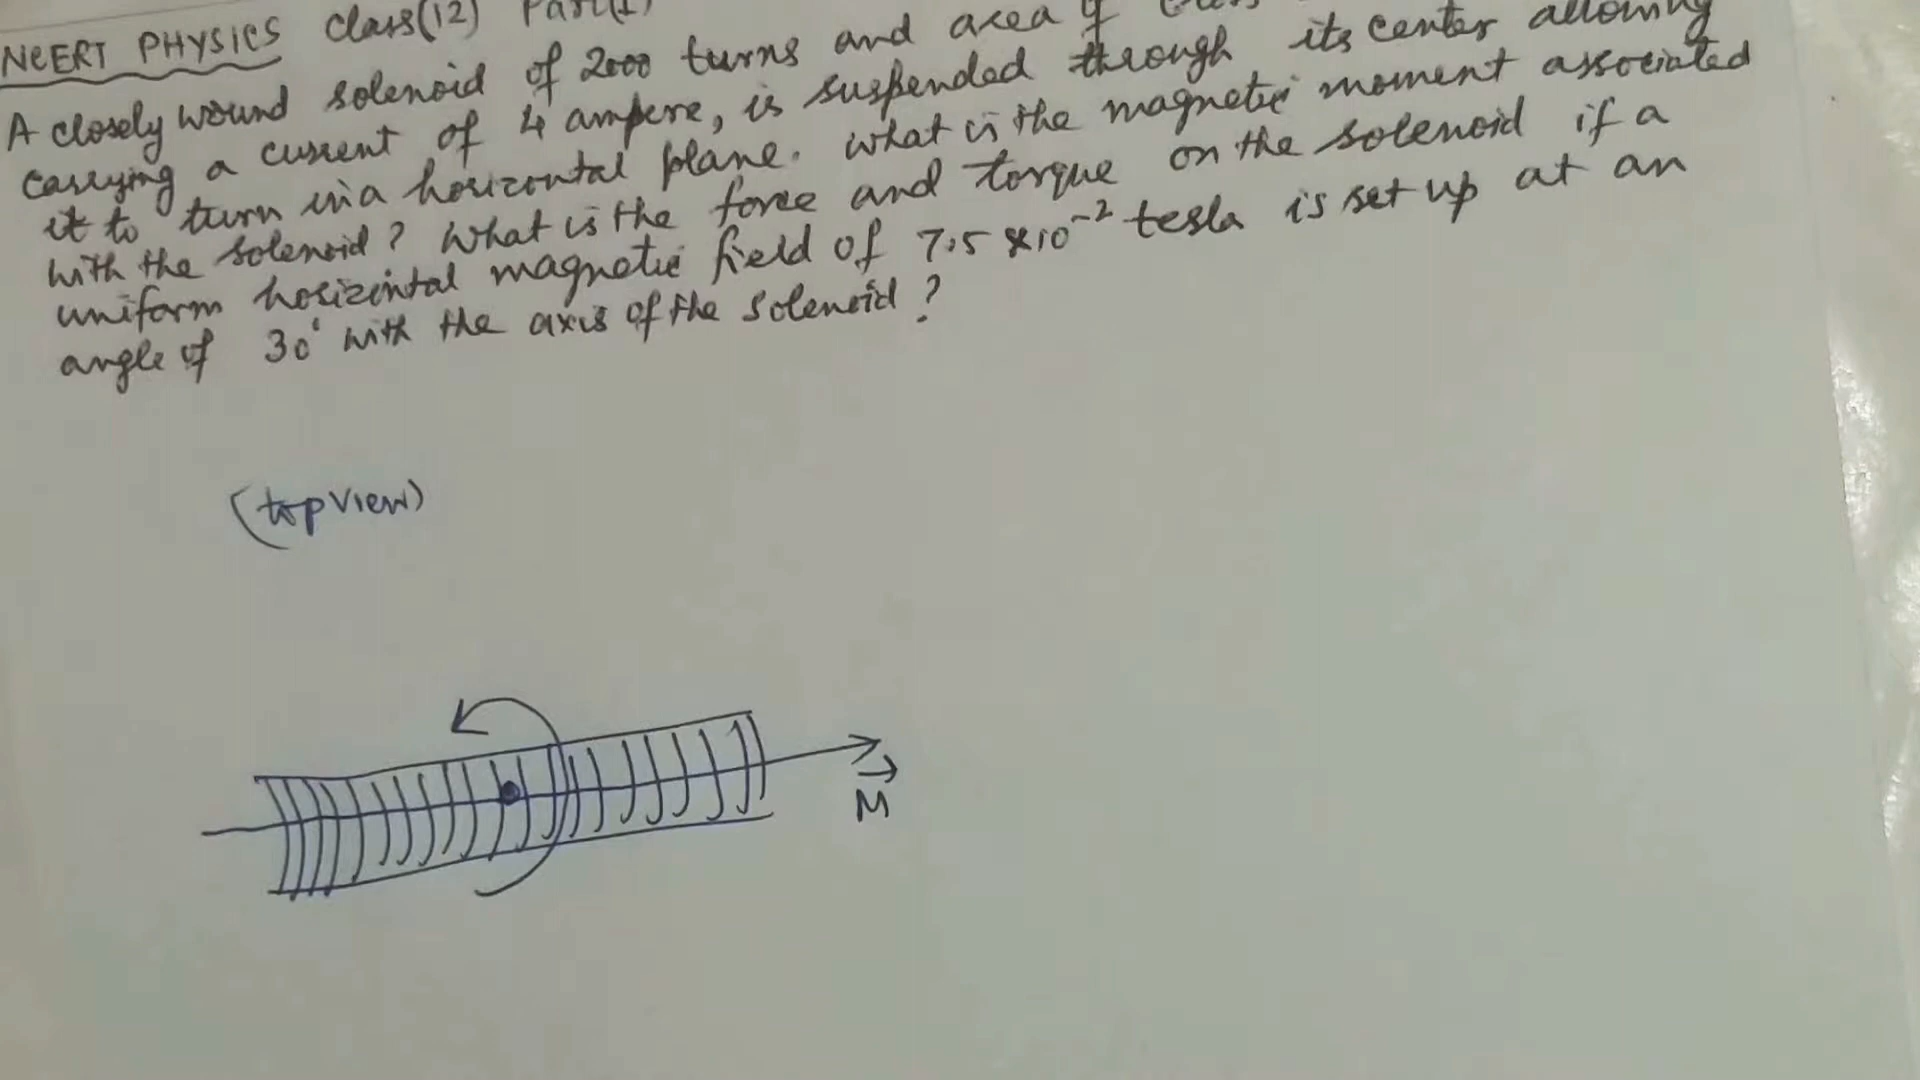 NCERT PHYSICS Class(12) Part(1)
A closely wound solenoid of 2000 turns and area of
carrying a current of 4 ampere, is suspended through its center allowing
it to turn in a horizontal plane. What is the magnetic moment associated
with the solenoid? What is the force and torque on the solenoid if a
uniform horizontal magnetic field of 7.5 × 10⁻² tesla is set up at an
angle of 30° with the axis of the solenoid?
(top view)
M